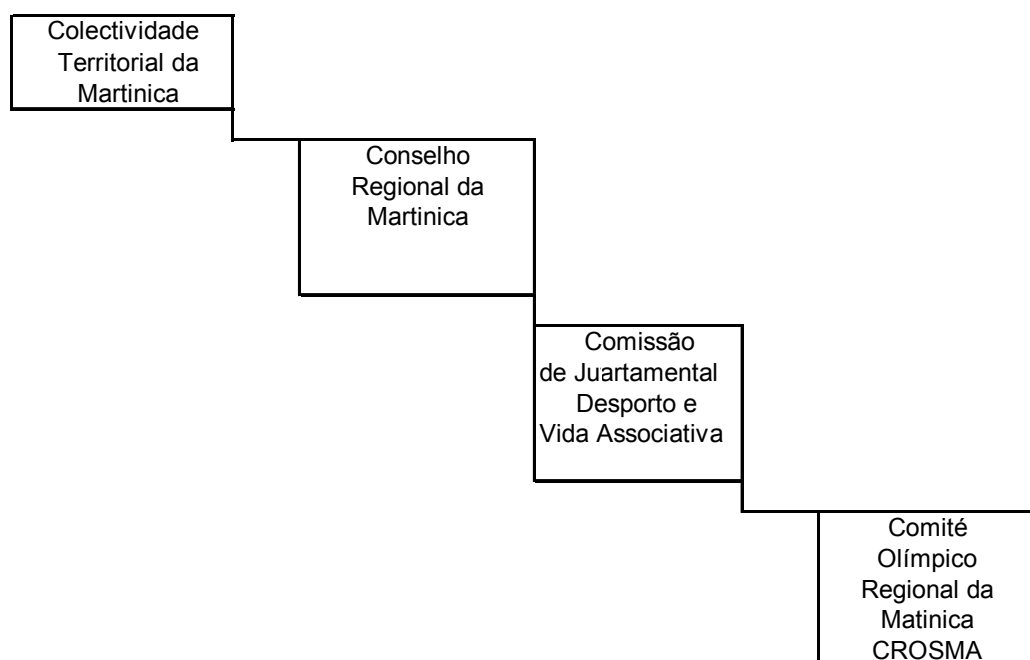 Colectividade
Territorial da
Martinica
Conselho
Regional da
Martinica
Comissão
de Juartamental
Desporto e
Vida Associativa
Comité
Olímpico
Regional da
Matinica
CROSMA